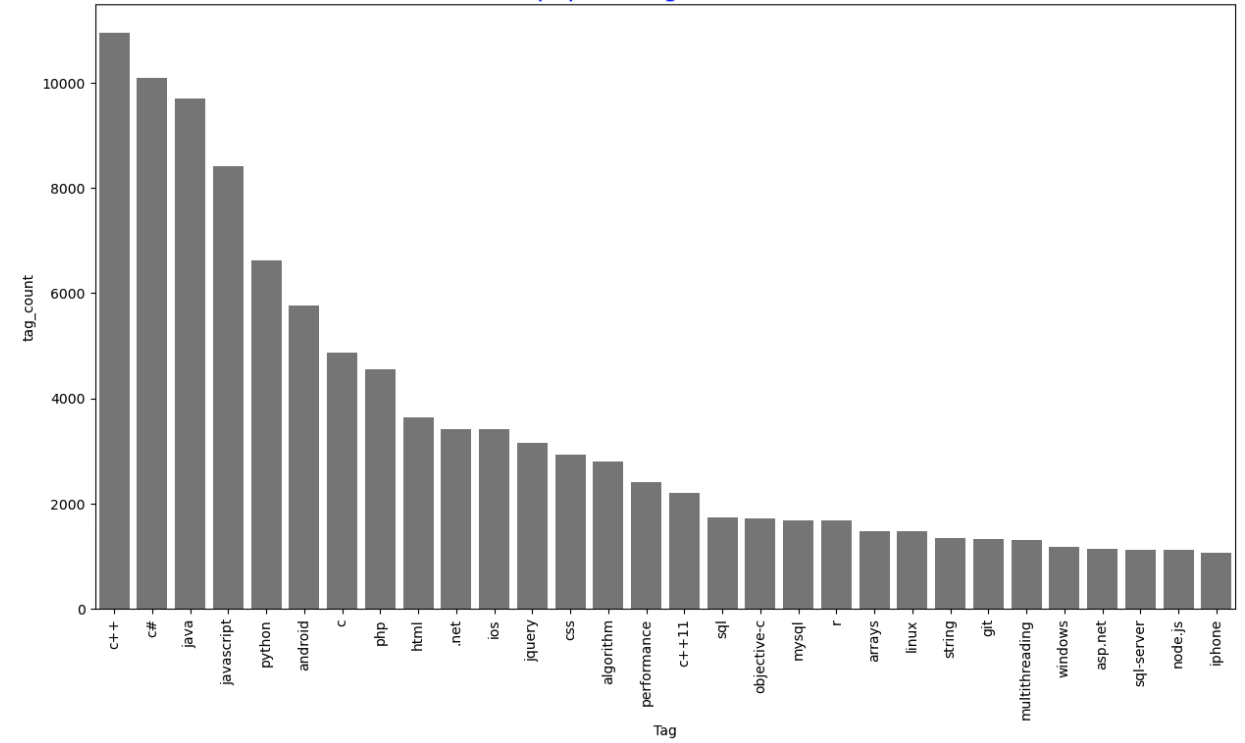 10000
8000
6000
4000
2000
0
tag_count
c++
c#
java
javascript
python
android
c
php
html
.net
ios
jquery
css
algorithm
performance
c++11
sql
objective-c
mysql
r
arrays
linux
string
git
multithreading
windows
asp.net
sql-server
node.js
iphone
Tag